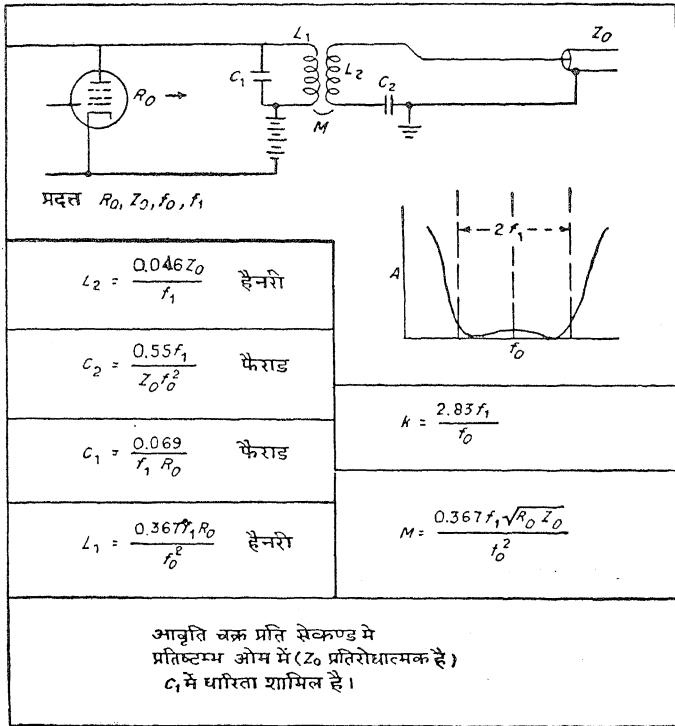 L₁
Z₀
C₁
L₂
R₀ →
C₂
M
प्रदत्त R₀, Z₀, f₀, f₁
2 f₁
A
f₀
L₂ = 0.046Z₀ / f₁ हैनरी
C₂ = 0.55f₁ / Z₀f₀² फैराड
C₁ = 0.069 / f₁ R₀ फैराड
L₁ = 0.367f₁R₀ / f₀² हैनरी
k = 2.83f₁ / f₀
M = 0.367f₁√R₀ Z₀ / f₀²
आवृति चक्र प्रति सेकण्ड मे
प्रतिष्टम्भ ओम में (Z₀ प्रतिरोधात्मक है)
C₁ में धारिता शामिल है।